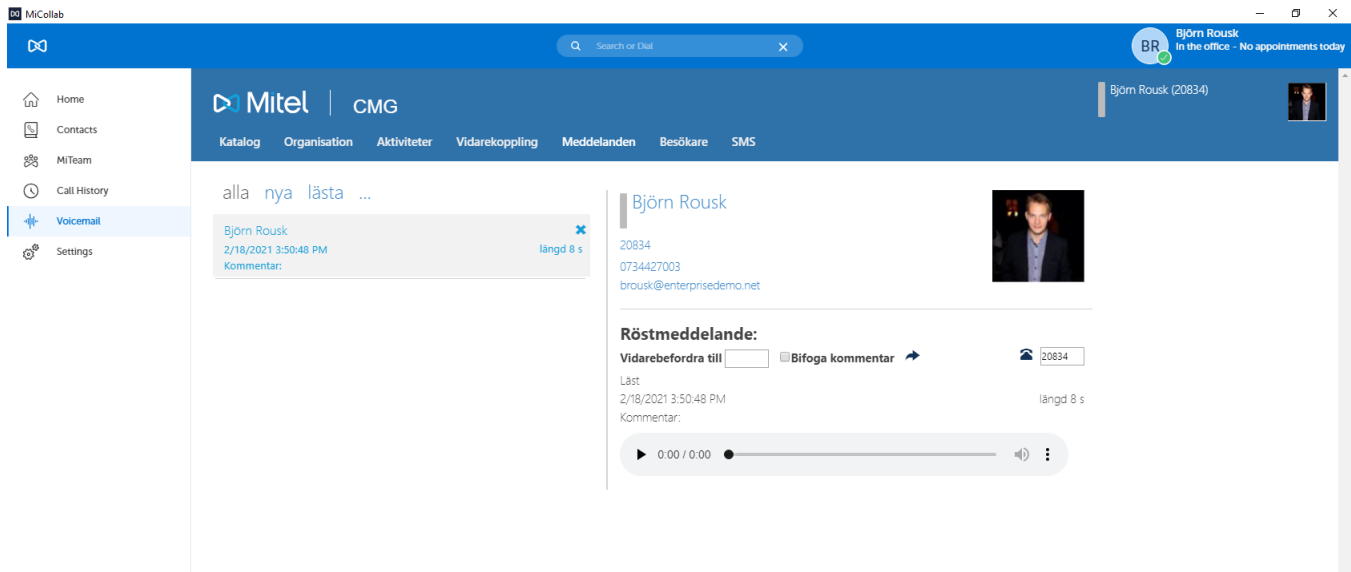 MiCollab
Search or Dial
BR
Björn Rousk
In the office - No appointments today
Home
Contacts
MiTeam
Call History
Voicemail
Settings
Mitel | CMG
Björn Rousk (20834)
Katalog Organisation Aktiviteter Vidarekoppling Meddelanden Besökare SMS
alla nya lästa ...
Björn Rousk
2/18/2021 3:50:48 PM längd 8 s
Kommentar:
Björn Rousk
20834
0734427003
brousk@enterprisedemo.net
Röstmeddelande:
Vidarebefordra till Bifoga kommentar 20834
Läst
2/18/2021 3:50:48 PM längd 8 s
Kommentar:
0:00 / 0:00